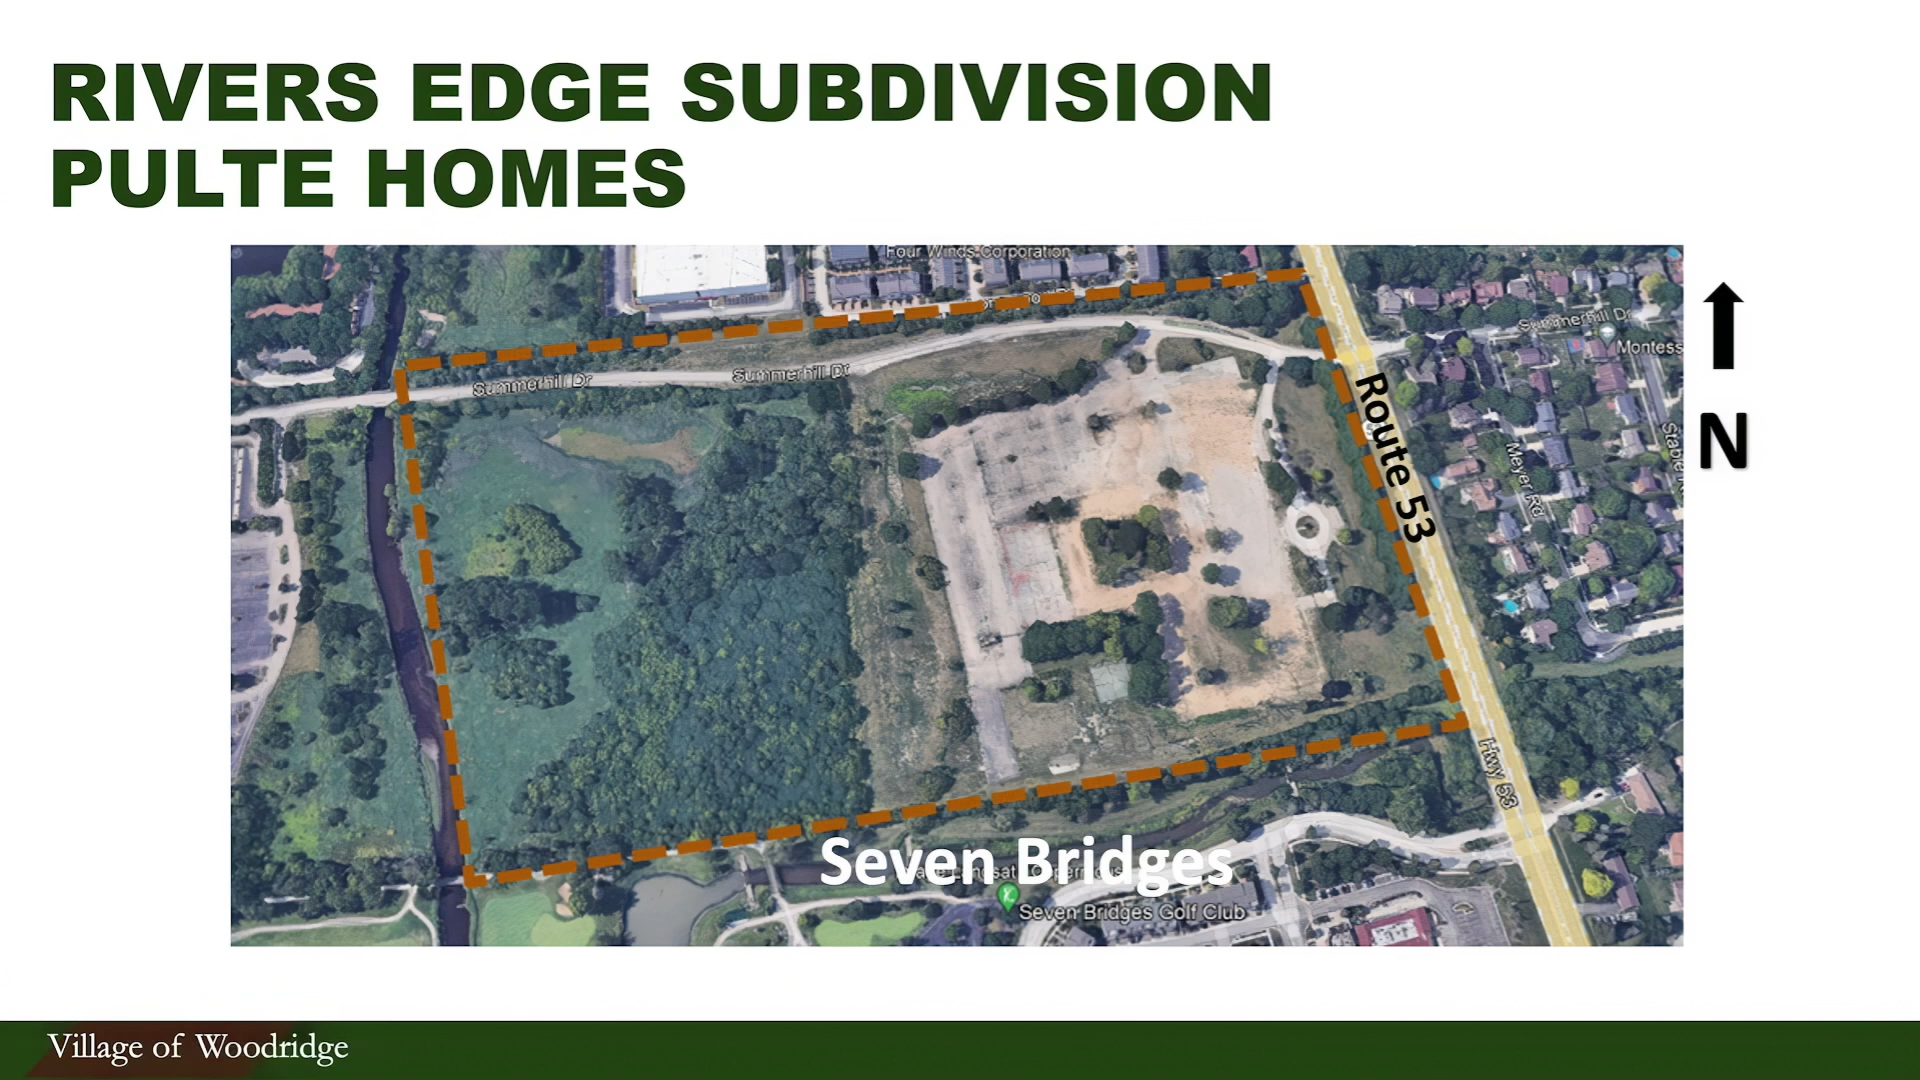 RIVERS EDGE SUBDIVISION
PULTE HOMES
Four Winds Corporation
Summerhill Dr
Montess
Summerhill Dr
Summerhill Dr
Route 53
N
Meyer Rd
Hwy 53
Seven Bridges
Seven Bridges Golf Club
Village of Woodridge